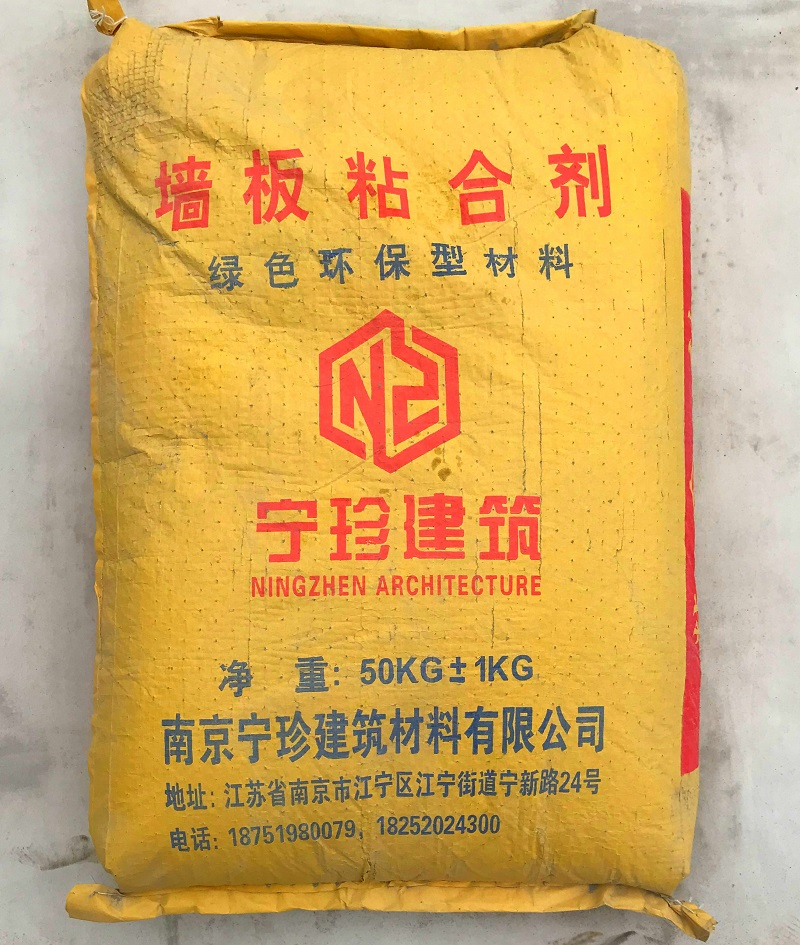 墙板粘合剂
绿色环保型材料
NZ
宁珍建筑
NINGZHEN ARCHITECTURE
净 重：50KG±1KG
南京宁珍建筑材料有限公司
地址：江苏省南京市江宁区江宁街道宁新路24号
电话：18751980079，18252024300